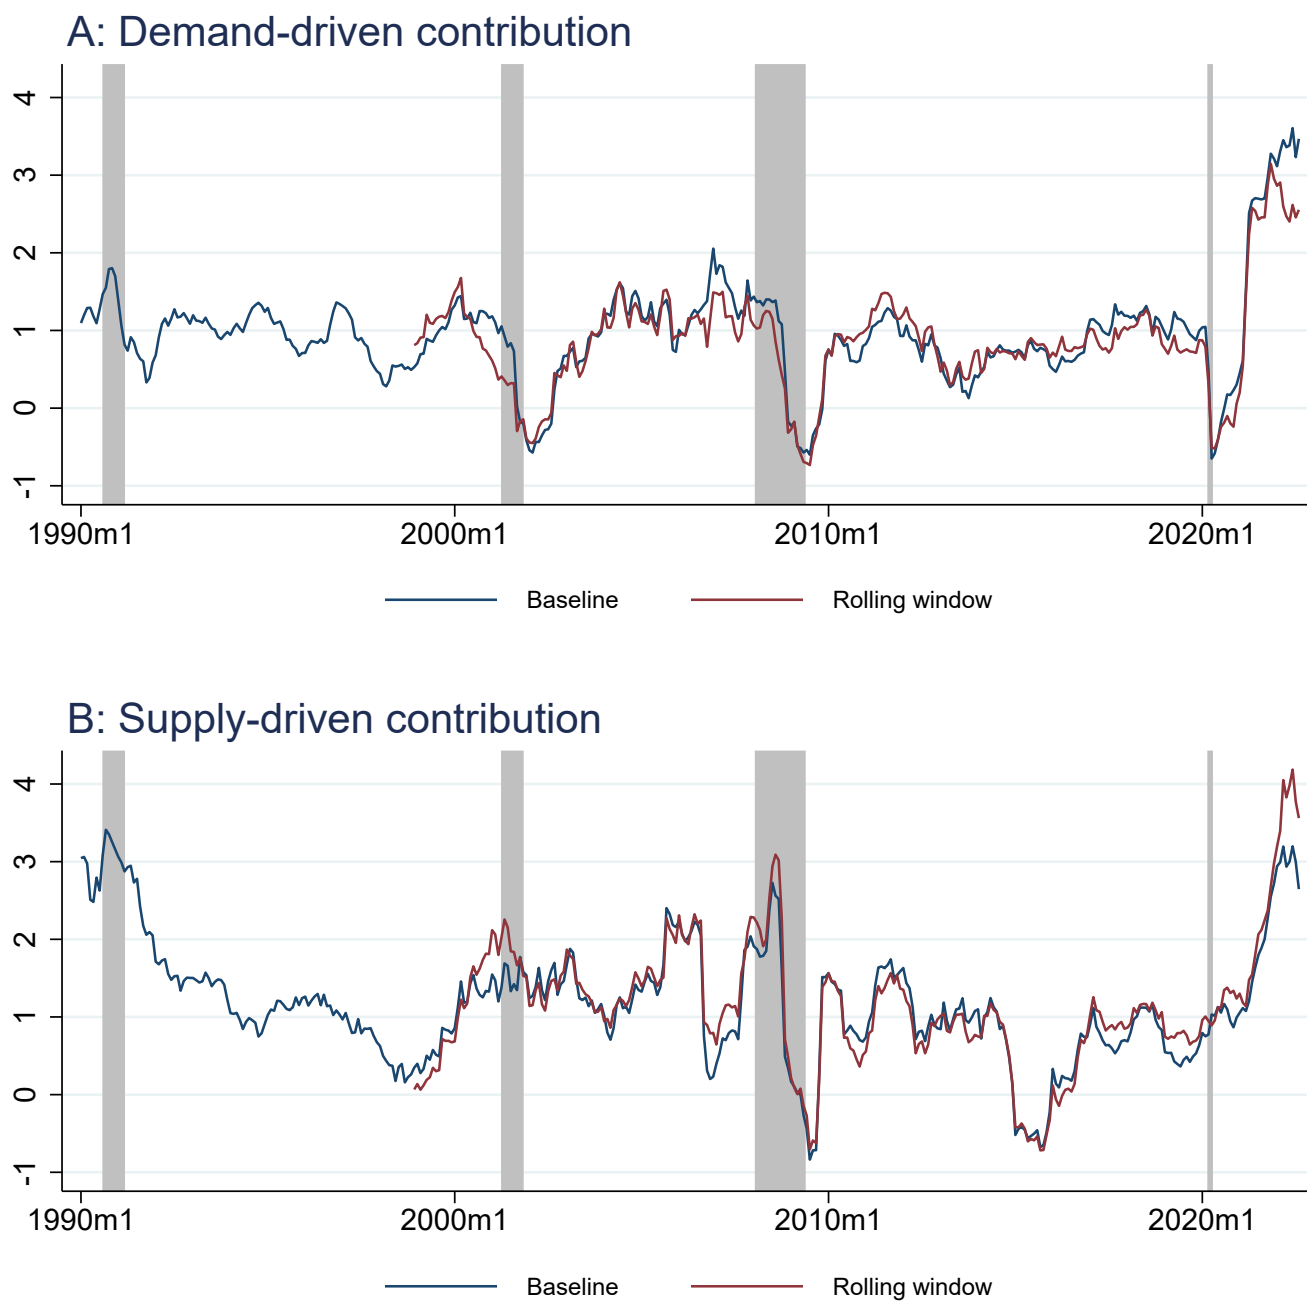 A: Demand-driven contribution
4
3
2
1
0
-1
1990m1 2000m1 2010m1 2020m1
Baseline Rolling window
B: Supply-driven contribution
4
3
2
1
0
-1
1990m1 2000m1 2010m1 2020m1
Baseline Rolling window